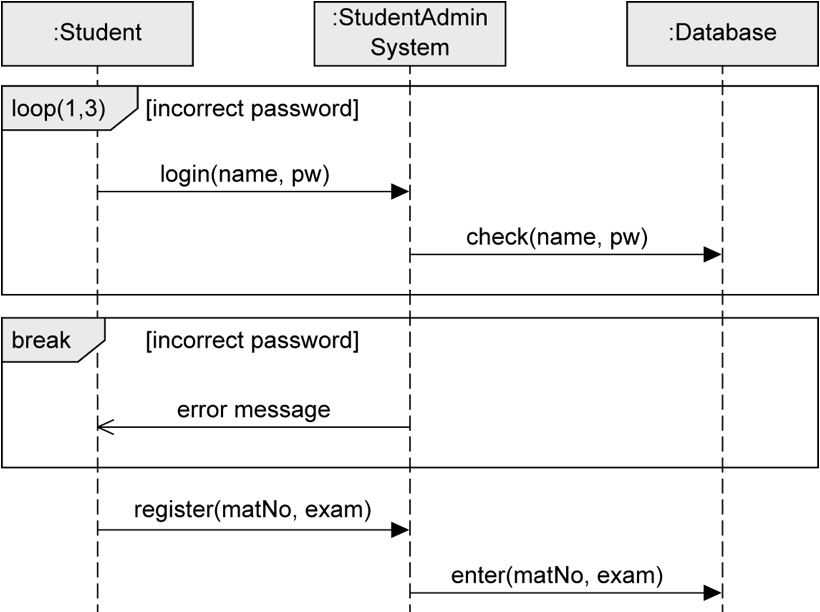 :Student
:StudentAdmin
System
:Database
loop(1,3)
[incorrect password]
login(name, pw)
check(name, pw)
break
[incorrect password]
error message
register(matNo, exam)
enter(matNo, exam)